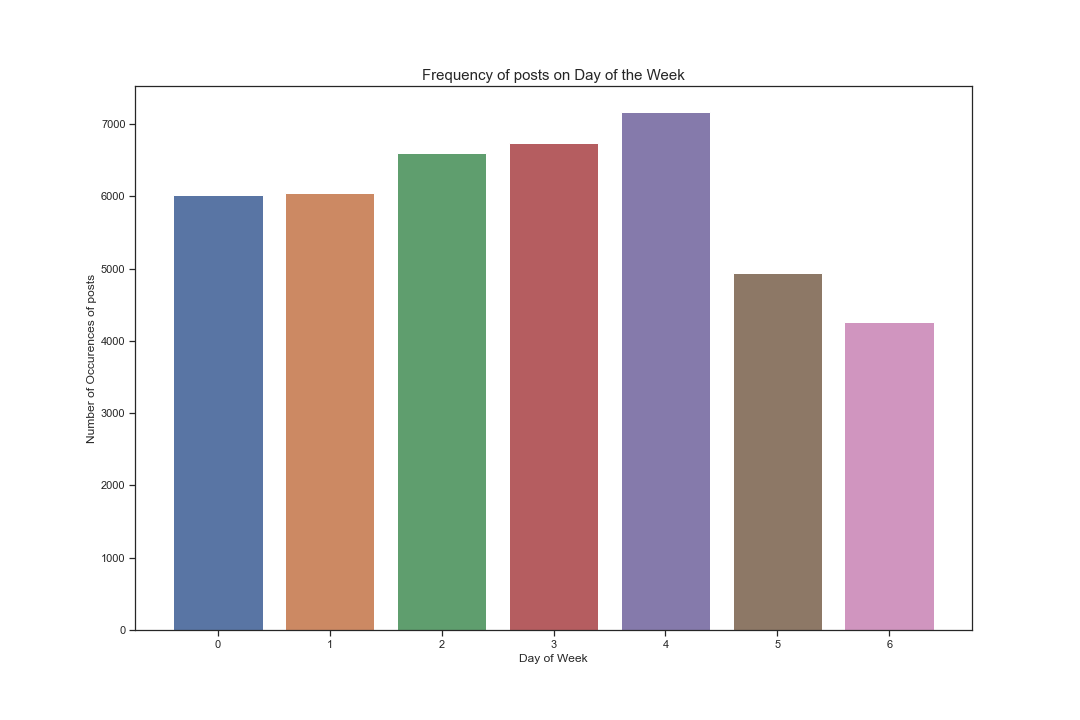 Frequency of posts on Day of the Week
Number of Occurences of posts
7000
6000
5000
4000
3000
2000
1000
0
0 1 2 3 4 5 6
Day of Week